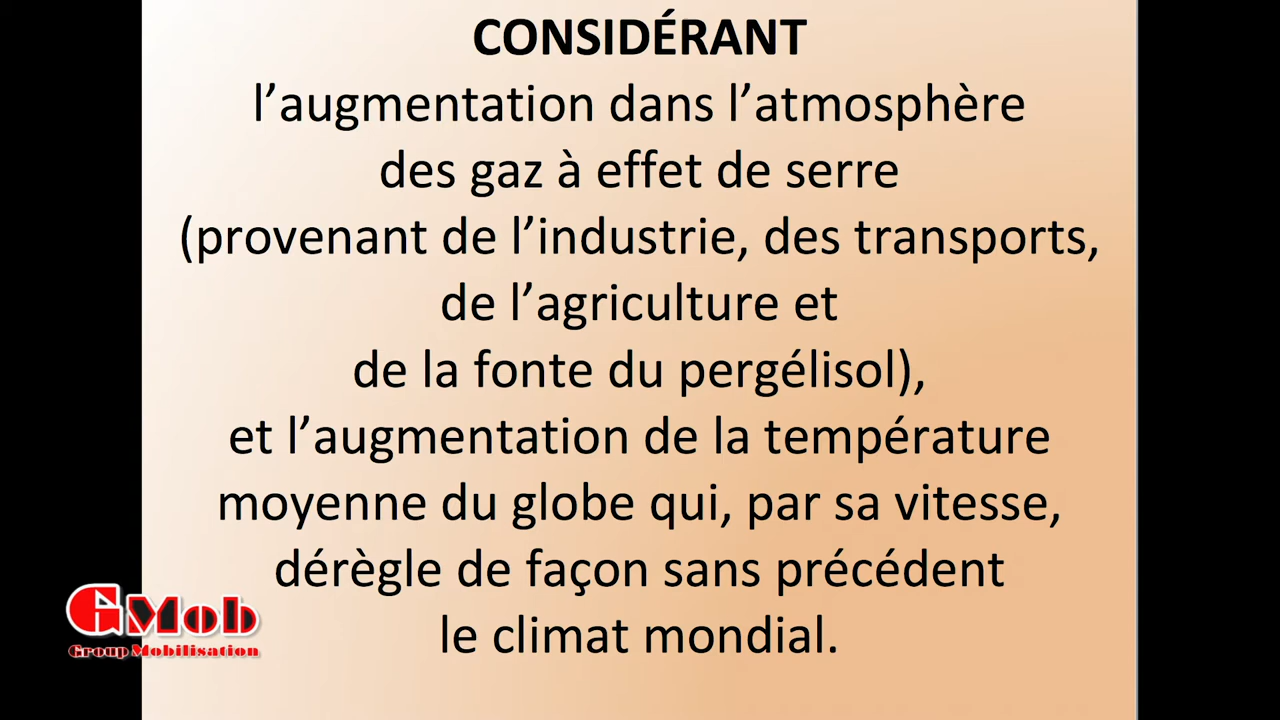 CONSIDÉRANT
l’augmentation dans l’atmosphère
des gaz à effet de serre
(provenant de l’industrie, des transports,
de l’agriculture et
de la fonte du pergélisol),
et l’augmentation de la température
moyenne du globe qui, par sa vitesse,
dérègle de façon sans précédent
le climat mondial.
GMob
Group Mobilisation